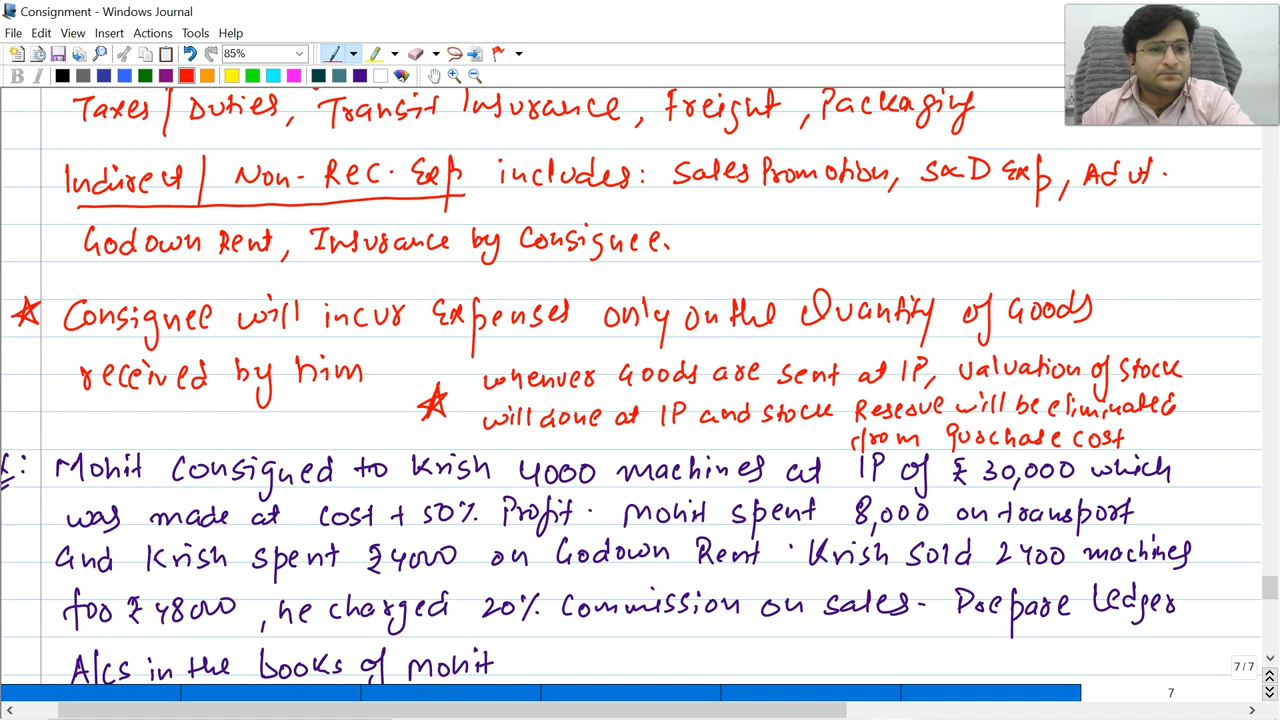 Consignment - Windows Journal
File Edit View Insert Actions Tools Help
85%
B I
Taxes / Duties, Transit Insurance, Freight, Packaging
Indirect / Non-Rec. Exp includes: Sales Promotion, S&D Exp, Advt.
Godown Rent, Insurance by Consignee.
Consignee will incur Expenses only on the Quantity of Goods
received by him
whenver Goods are sent at IP, valuation of stock
will done at IP and stock Reserve will be eliminated
from purchase cost
: Mohit Consigned to Krish 4000 machines at IP of ₹ 30,000 which
was made at cost + 50% Profit. Mohit spent 8,000 on transport
and Krish spent ₹4000 on Godown Rent. Krish sold 2400 machines
for ₹ 48000, he charged 20% Commission on sales. Prepare Ledger
A/cs in the books of Mohit
7/7
7